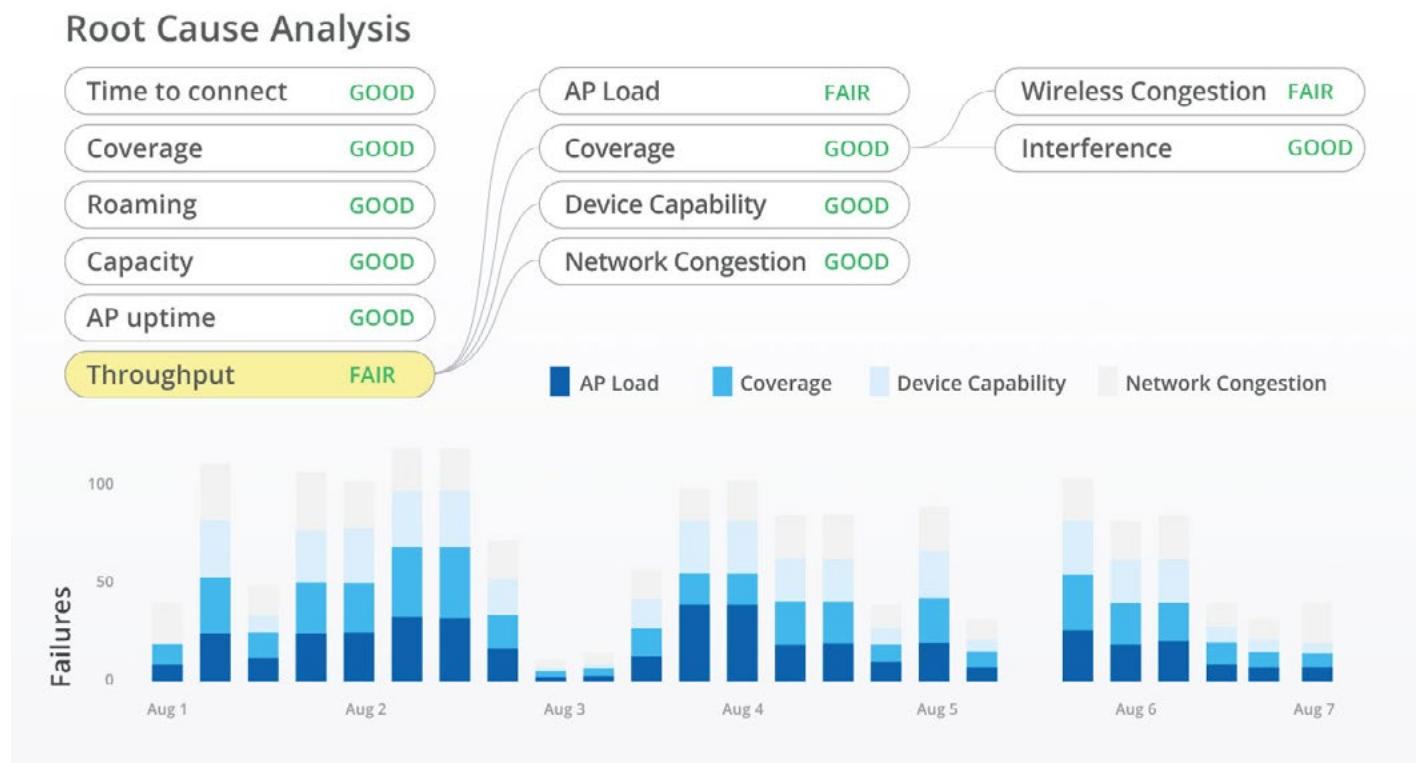 Root Cause Analysis
Time to connect GOOD
Coverage GOOD
Roaming GOOD
Capacity GOOD
AP uptime GOOD
Throughput FAIR
AP Load FAIR
Coverage GOOD
Device Capability GOOD
Network Congestion GOOD
Wireless Congestion FAIR
Interference GOOD
AP Load Coverage Device Capability Network Congestion
Failures
100
50
0
Aug 1 Aug 2 Aug 3 Aug 4 Aug 5 Aug 6 Aug 7